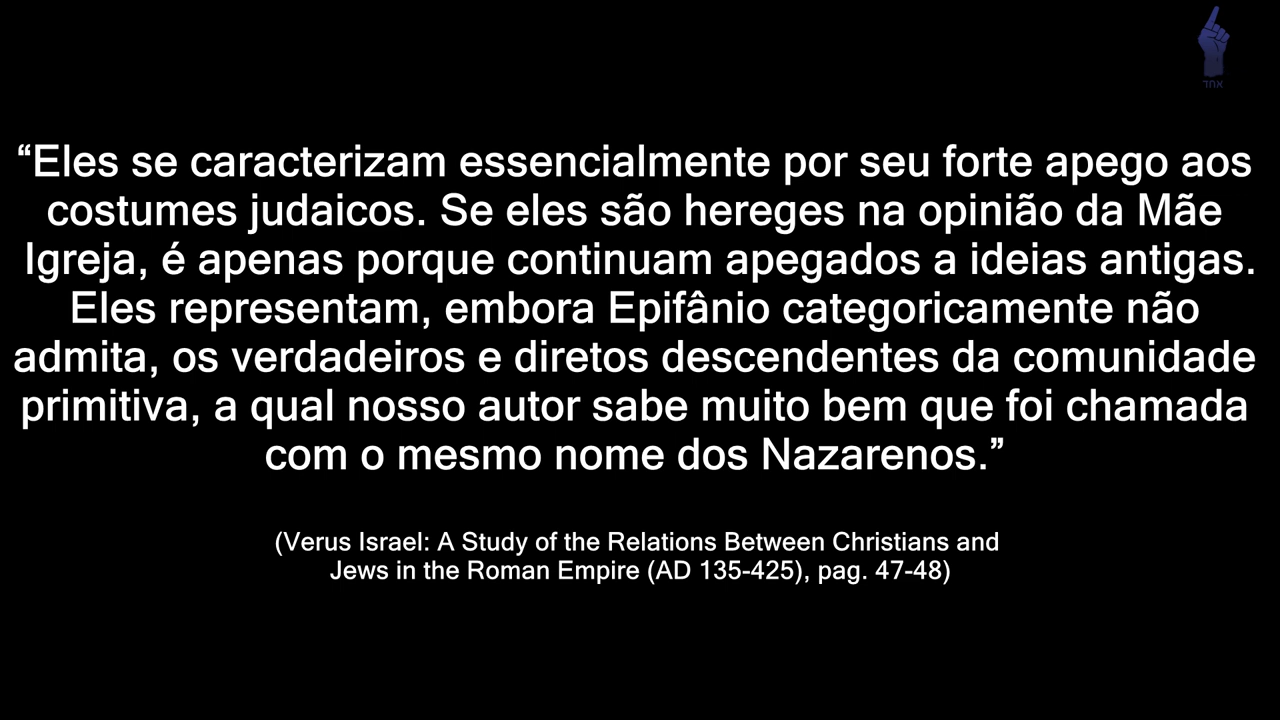 אחד
“Eles se caracterizam essencialmente por seu forte apego aos
costumes judaicos. Se eles são hereges na opinião da Mãe
Igreja, é apenas porque continuam apegados a ideias antigas.
Eles representam, embora Epifânio categoricamente não
admita, os verdadeiros e diretos descendentes da comunidade
primitiva, a qual nosso autor sabe muito bem que foi chamada
com o mesmo nome dos Nazarenos.”
(Verus Israel: A Study of the Relations Between Christians and
Jews in the Roman Empire (AD 135-425), pag. 47-48)